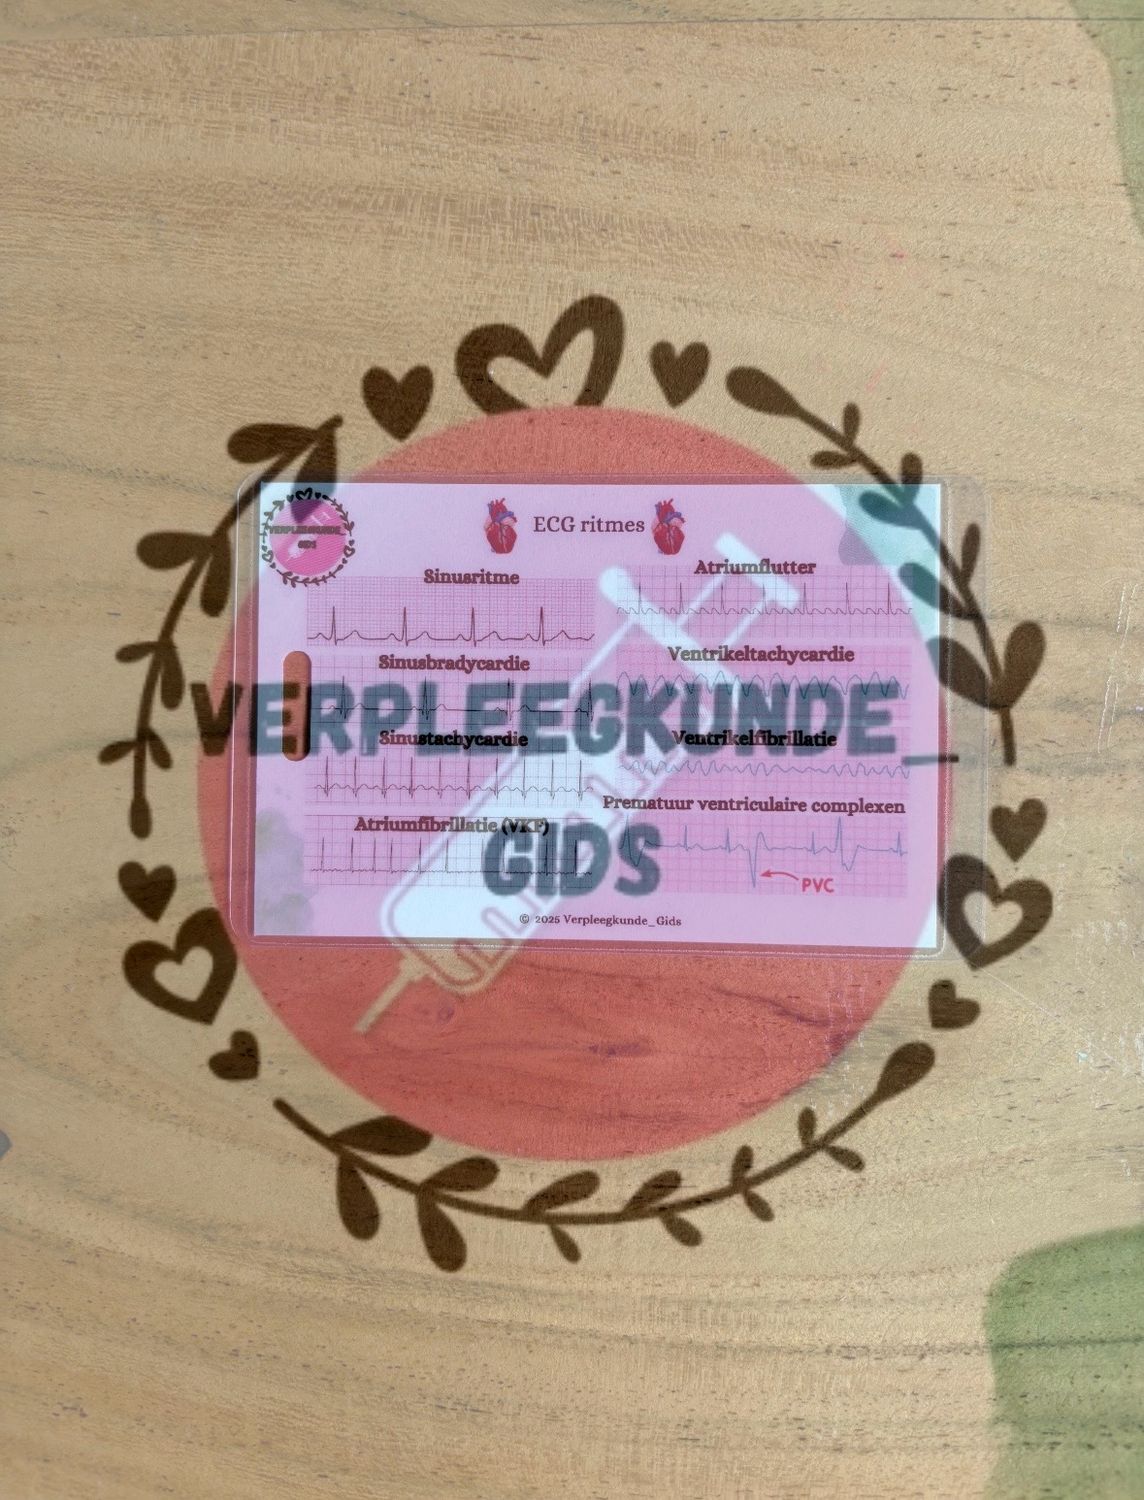 VERPLEEGKUNDE_
GIDS
ECG ritmes
Sinusritme
Sinusbradycardie
Sinustachycardie
Atriumfibrillatie (VKF)
Atriumflutter
Ventrikeltachycardie
Ventrikelfibrillatie
Prematuur ventriculaire complexen
PVC
© 2025 Verpleegkunde_Gids
VERPLEEGKUNDE_
GIDS